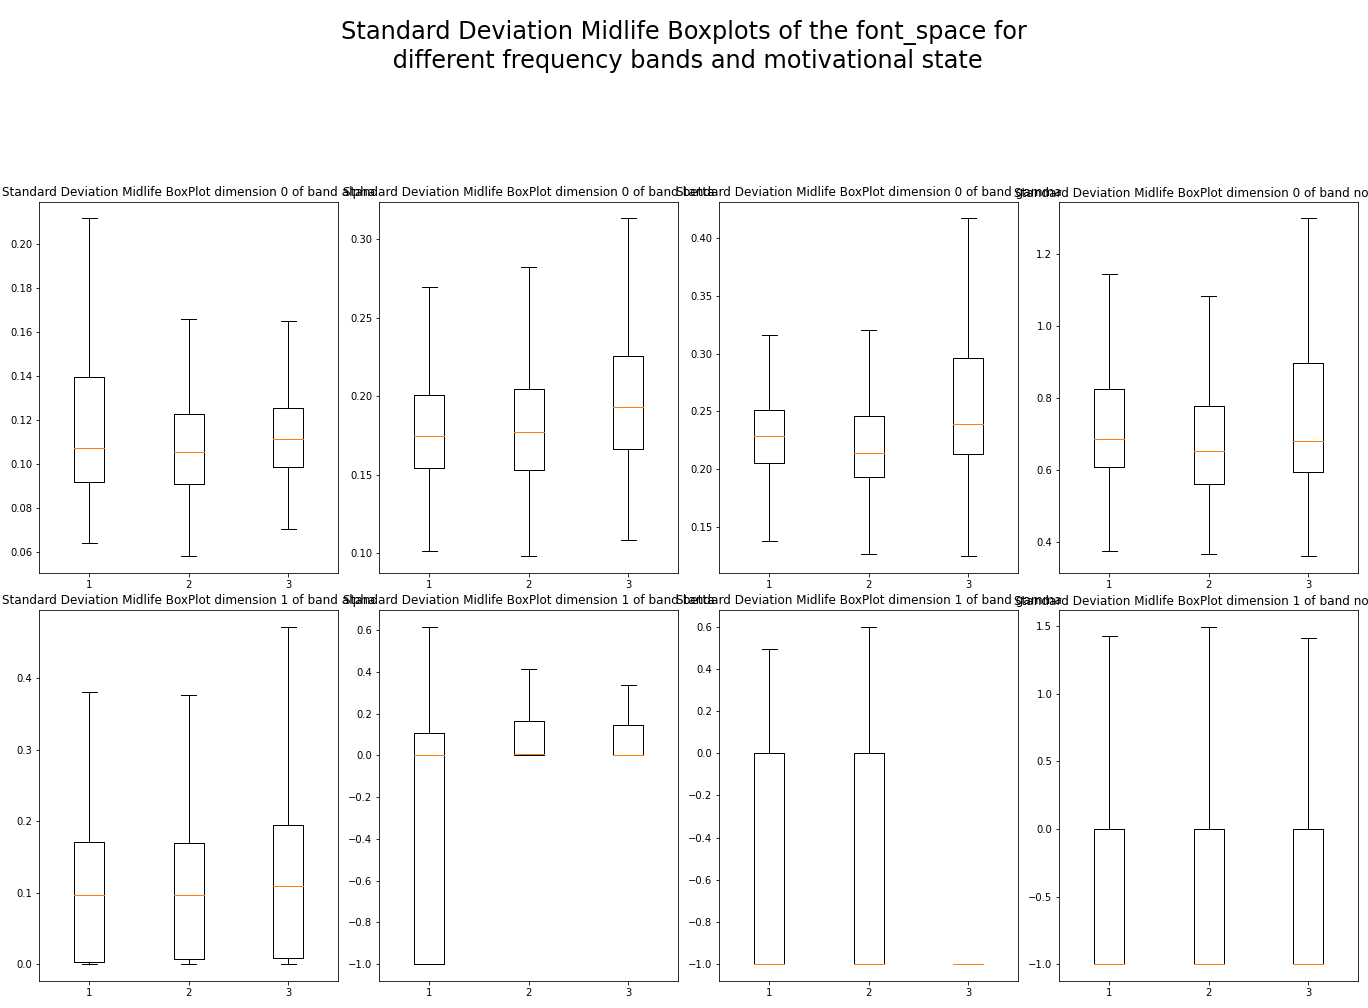 Standard Deviation Midlife Boxplots of the font_space for
different frequency bands and motivational state
Standard Deviation Midlife BoxPlot dimension 0 of band alpha
Standard Deviation Midlife BoxPlot dimension 0 of band betta
Standard Deviation Midlife BoxPlot dimension 0 of band gamma
Standard Deviation Midlife BoxPlot dimension 0 of band no
0.20
0.18
0.16
0.14
0.12
0.10
0.08
0.06
1 2 3
0.30
0.25
0.20
0.15
0.10
1 2 3
0.40
0.35
0.30
0.25
0.20
0.15
1 2 3
1.2
1.0
0.8
0.6
0.4
1 2 3
Standard Deviation Midlife BoxPlot dimension 1 of band alpha
Standard Deviation Midlife BoxPlot dimension 1 of band betta
Standard Deviation Midlife BoxPlot dimension 1 of band gamma
Standard Deviation Midlife BoxPlot dimension 1 of band no
0.4
0.3
0.2
0.1
0.0
1 2 3
0.6
0.4
0.2
0.0
−0.2
−0.4
−0.6
−0.8
−1.0
1 2 3
0.6
0.4
0.2
0.0
−0.2
−0.4
−0.6
−0.8
−1.0
1 2 3
1.5
1.0
0.5
0.0
−0.5
−1.0
1 2 3